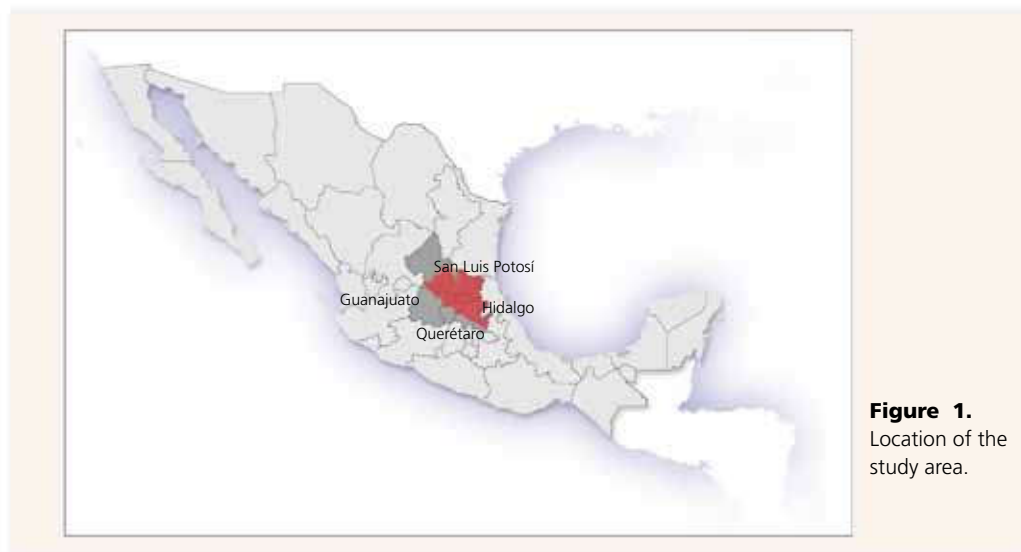 San Luis Potosí
Guanajuato
Hidalgo
Querétaro
Figure 1.
Location of the
study area.